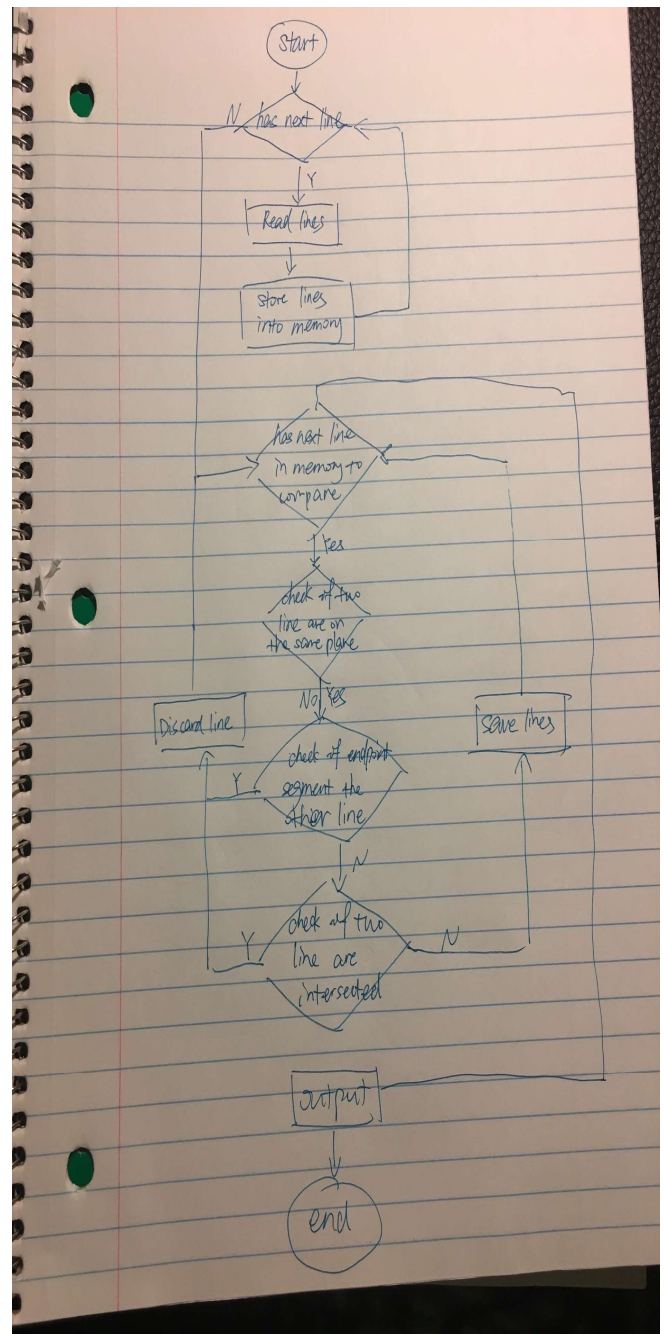 start
N
has next line
Y
Read lines
store lines
into memory
has next line
in memory to
compare
Yes
check if two
line are on
the same plane
No Yes
Discard line
save lines
check if endpoint
segment the
other line
Y
N
check if two
line are
intersected
Y
N
output
end